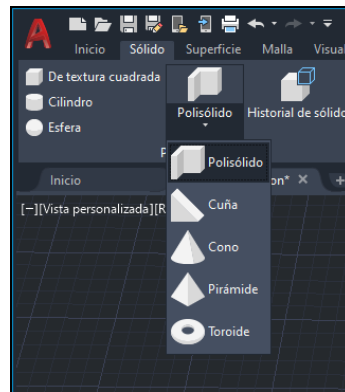 Inicio Sólido Superficie Malla Visual
De textura cuadrada
Cilindro
Esfera
Polisólido
Historial de sólido
P
Inicio
on*
[−][Vista personalizada][R
Polisólido
Cuña
Cono
Pirámide
Toroide